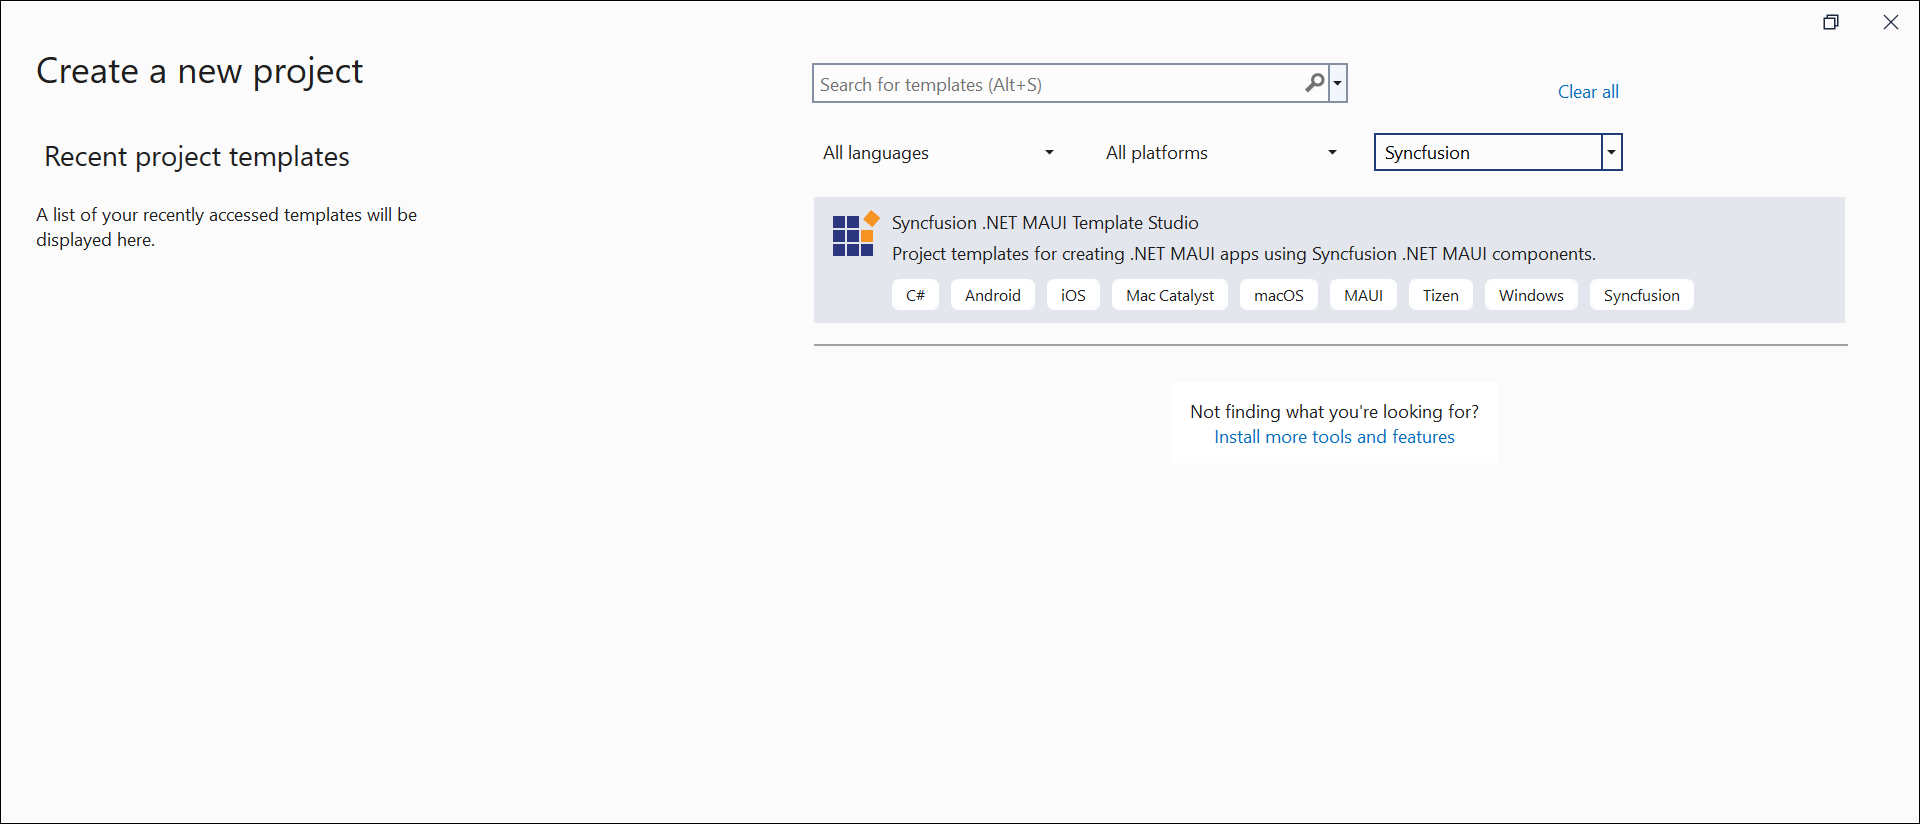 Create a new project
Recent project templates
A list of your recently accessed templates will be
displayed here.
Search for templates (Alt+S)
Clear all
All languages
All platforms
Syncfusion
Syncfusion .NET MAUI Template Studio
Project templates for creating .NET MAUI apps using Syncfusion .NET MAUI components.
C# Android iOS Mac Catalyst macOS MAUI Tizen Windows Syncfusion
Not finding what you're looking for?
Install more tools and features